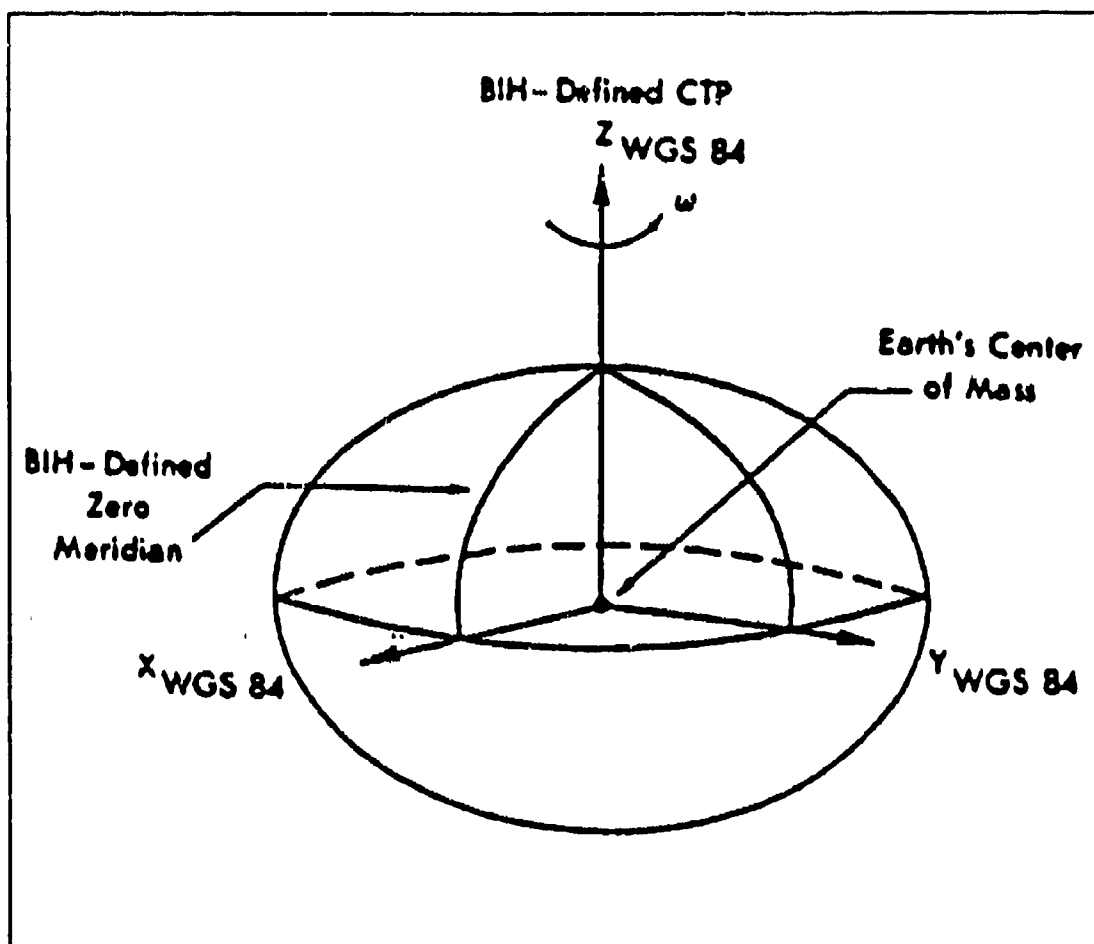 BIH-Defined CTP
Z WGS 84
ω
Earth's Center
of Mass
BIH-Defined
Zero
Meridian
X WGS 84
Y WGS 84